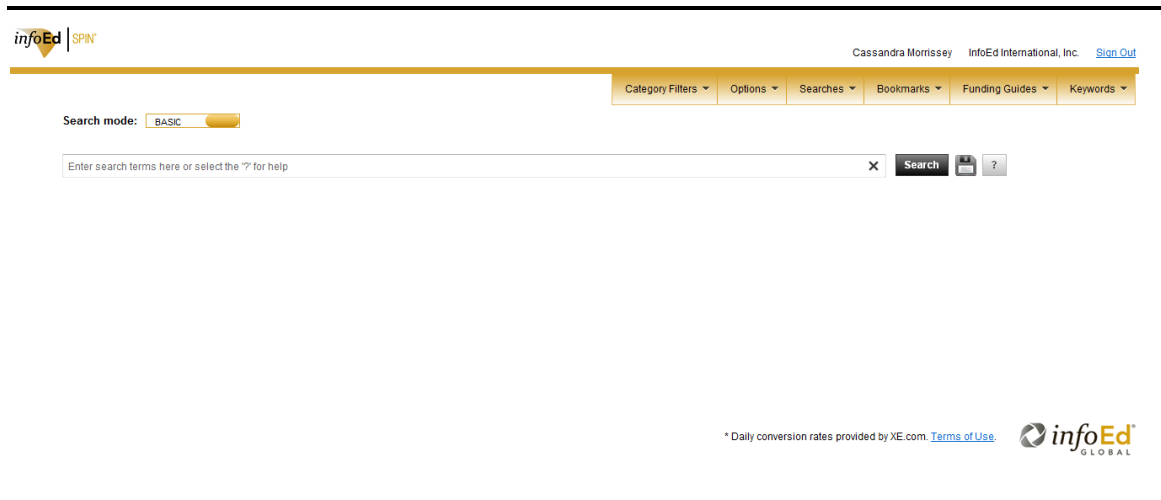 infoEd SPIN
Cassandra Morrissey InfoEd International, Inc. Sign Out
Category Filters Options Searches Bookmarks Funding Guides Keywords
Search mode: BASIC
Enter search terms here or select the '?' for help Search ?
* Daily conversion rates provided by XE.com. Terms of Use.
infoEd
GLOBAL